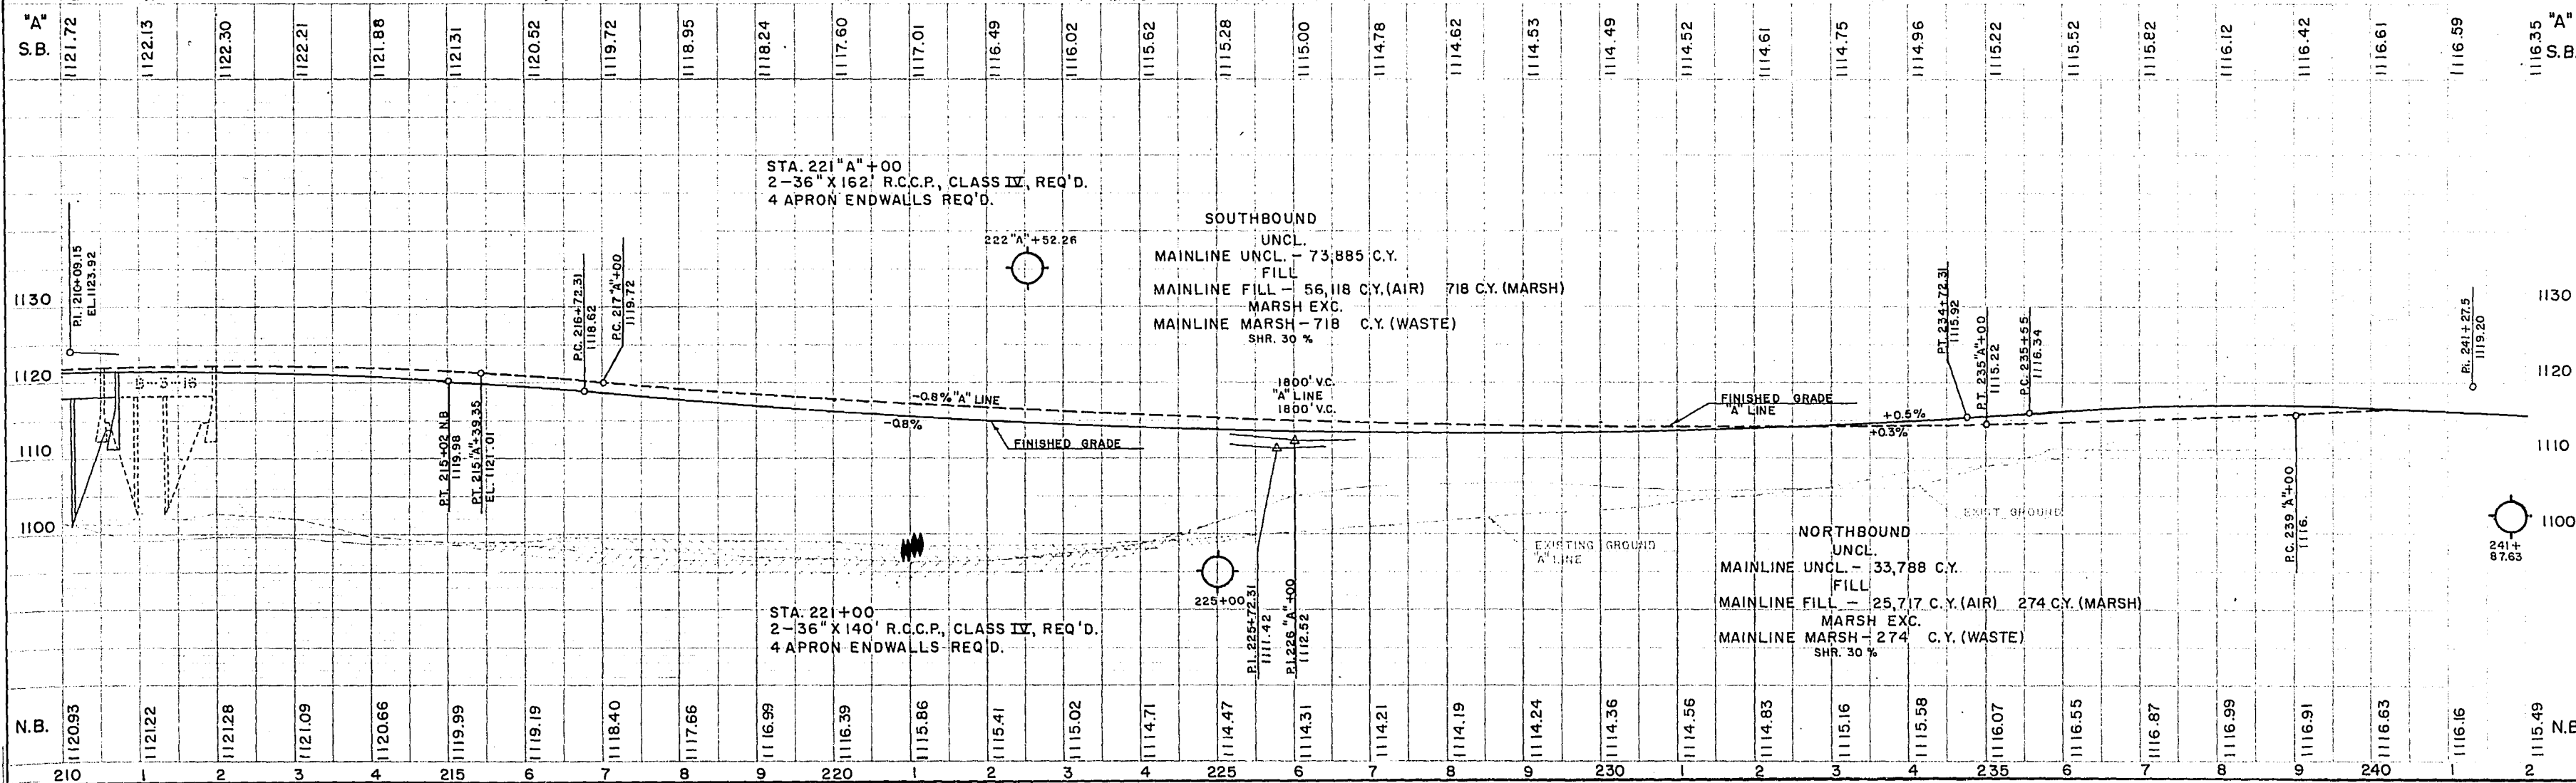 "A"
S.B.
1121.72
1122.13
1122.30
1122.21
1121.88
112131
1120.52
1119.72
1118.95
1118.24
1117.60
1117.01
1116.49
1116.02
1115.62
1115.28
1115.00
1114.78
1114.62
1114.53
1114.49
1114.52
1114.61
1114.75
1114.96
1115.22
1115.52
1115.82
1116.12
1116.42
1116.61
1116.59
1116.35
"A"
S.B.
STA. 221 "A" + 00
2-36" X 162' R.C.C.P., CLASS IV, REQ'D.
4 APRON ENDWALLS REQ'D.
222 "A" + 52.26
SOUTHBOUND
UNCL.
MAINLINE UNCL. - 73,885 C.Y.
FILL
MAINLINE FILL - 56,118 C.Y. (AIR) 718 C.Y. (MARSH)
MARSH EXC.
MAINLINE MARSH - 718 C.Y. (WASTE)
SHR. 30 %
P.I. 210+09.15
EL. 1123.92
P.C. 216+72.31
1118.62
P.C. 217 "A"+00
1119.72
P.T. 234+72.31
1115.92
P.T. 235 "A"+00
1115.22
P.C. 235+55
1116.34
P.I. 241+27.5
1119.20
1130
1130
1120
1120
1110
1110
1100
1100
B-3-16
P.T. 215+02 N.B.
1119.98
P.T. 215 "A"+39.35
EL. 1121.01
-0.8% "A" LINE
-0.8%
FINISHED GRADE
1800' V.C.
"A" LINE
1800' V.C.
FINISHED GRADE
"A" LINE
+0.5%
+0.3%
EXISTING GROUND
"A" LINE
EXIST GROUND
P.C. 239 "A"+00
1116.
241+
87.63
225+00
P.I. 225+72.31
1111.42
P.I. 226 "A"+00
1112.52
STA. 221+00
2-36" X 140' R.C.C.P., CLASS IV, REQ'D.
4 APRON ENDWALLS REQ'D.
NORTHBOUND
UNCL.
MAINLINE UNCL. - 33,788 C.Y.
FILL
MAINLINE FILL - 25,717 C.Y. (AIR) 274 C.Y. (MARSH)
MARSH EXC.
MAINLINE MARSH - 274 C.Y. (WASTE)
SHR. 30 %
N.B.
1120.93
1121.22
1121.28
1121.09
1120.66
1119.99
1119.19
1118.40
1117.66
1116.99
1116.39
1115.86
1115.41
1115.02
1114.71
1114.47
1114.31
1114.21
1114.19
1114.24
1114.36
1114.56
1114.83
1115.16
1115.58
1116.07
1116.55
1116.87
1116.99
1116.91
1116.63
1116.16
1115.49
N.B
210 1 2 3 4 215 6 7 8 9 220 1 2 3 4 225 6 7 8 9 230 1 2 3 4 235 6 7 8 9 240 1 2